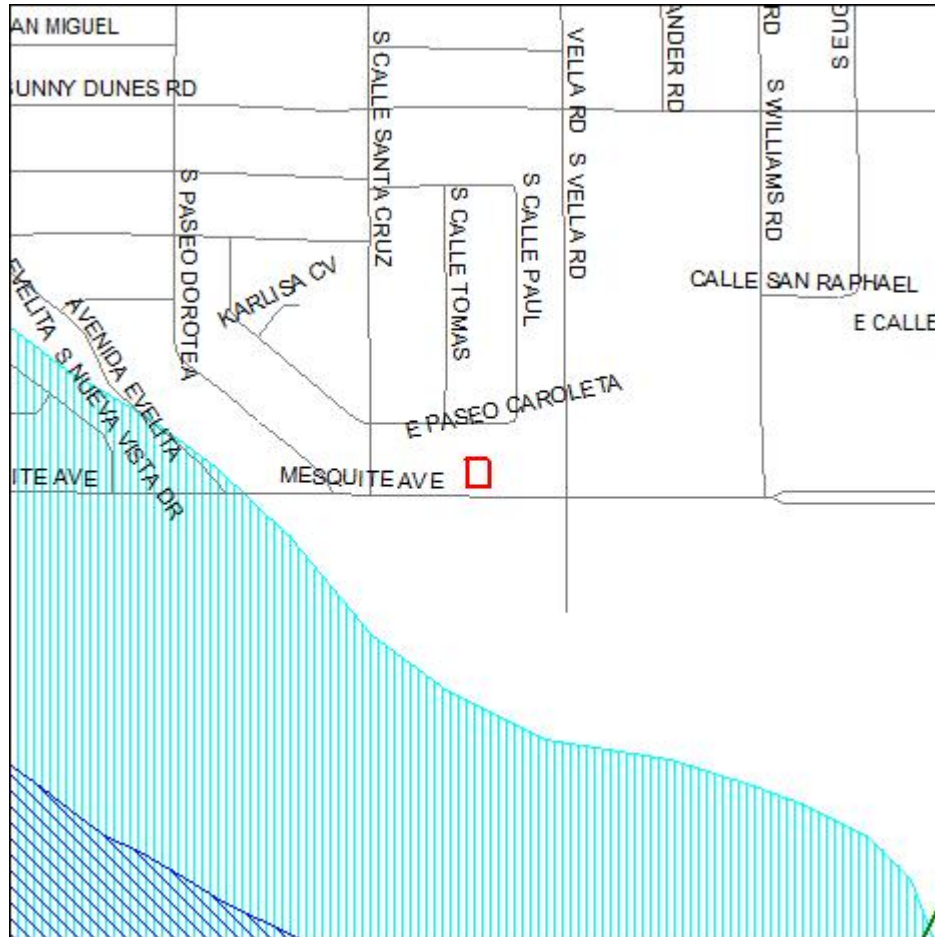 AN MIGUEL
UNNY DUNES RD
S CALLE SANTA CRUZ
VELLA RD
S VELLA RD
ANDER RD
RD
S WILLIAMS RD
S PASEO DOROTEA
S CALLE TOMAS
S CALLE PAUL
KARLISA CV
CALLE SAN RAPHAEL
E CALLE
EVELITA
AVENIDA EVELITA
S NUEVA VISTA DR
E PASEO CAROLETA
ITE AVE
MESQUITE AVE